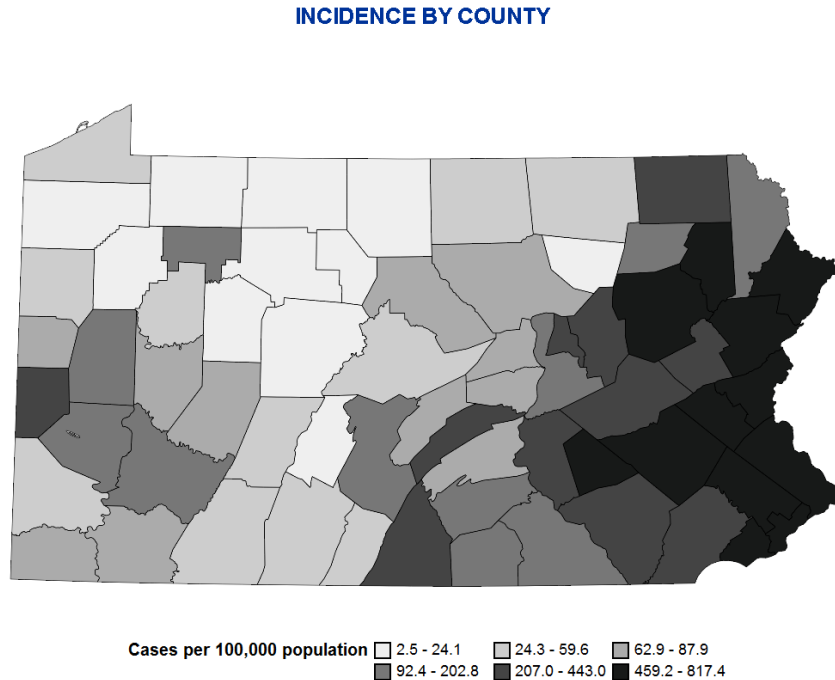 INCIDENCE BY COUNTY
Cases per 100,000 population 2.5 - 24.1 24.3 - 59.6 62.9 - 87.9
92.4 - 202.8 207.0 - 443.0 459.2 - 817.4